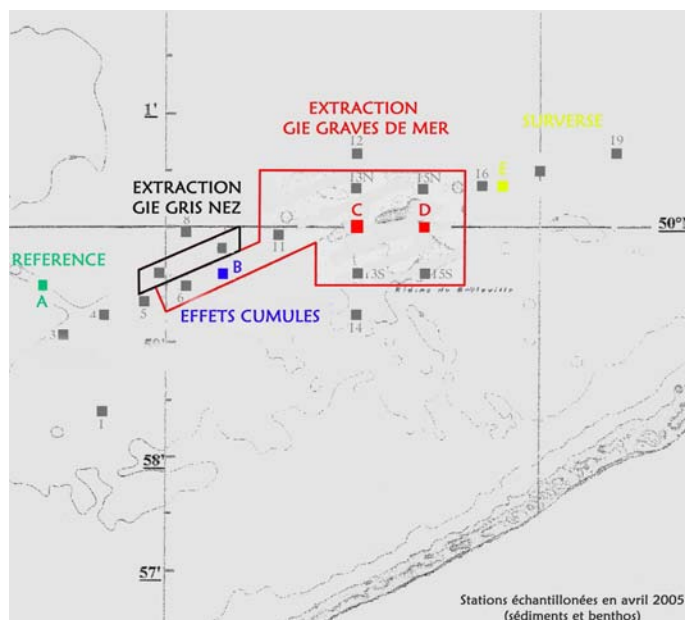 1'
EXTRACTION
GIE GRAVES DE MER
SURVERSE
12
19
13N
15N
16
E
EXTRACTION
GIE GRIS NEZ
8
11
C
D
50°
REFERENCE
A
B
13S
15S
6
5
4
3
EFFETS CUMULES
14
59'
1
58'
57'
Stations échantillonées en avril 2005
(sédiments et benthos)